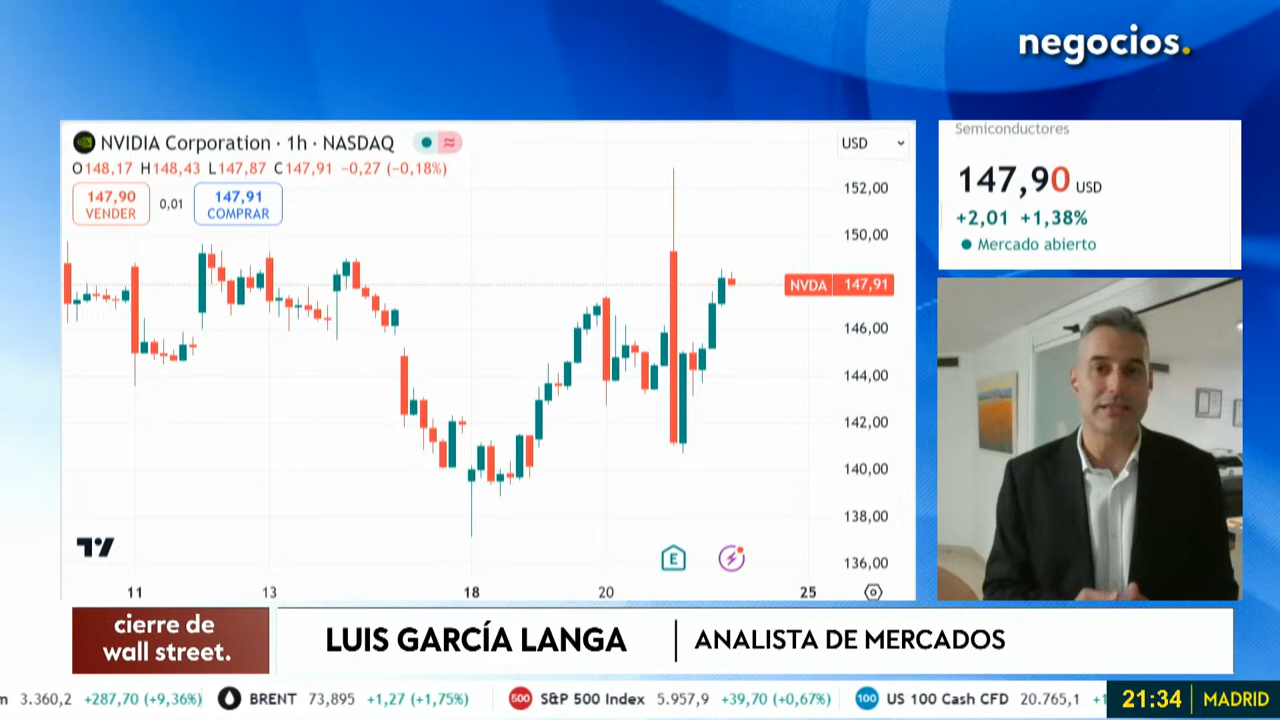 negocios.
NVIDIA Corporation · 1h · NASDAQ
USD
O148,17 H148,43 L147,87 C147,91 −0,27 (−0,18%)
147,90
VENDER
0,01
147,91
COMPRAR
152,00
150,00
NVDA 147,91
146,00
144,00
142,00
140,00
138,00
136,00
E
11 13 18 20 25
Semiconductores
147,90 USD
+2,01 +1,38%
Mercado abierto
cierre de
wall street.
LUIS GARCÍA LANGA
ANALISTA DE MERCADOS
m 3.360,2 +287,70 (+9,36%) BRENT 73,895 +1,27 (+1,75%) 500 S&P 500 Index 5.957,9 +39,70 (+0,67%) 100 US 100 Cash CFD 20.765,1 +1
21:34 MADRID